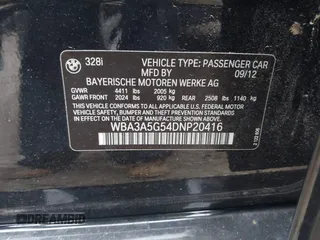 328i
VEHICLE TYPE: PASSENGER CAR
MFD BY
09/12
BAYERISCHE MOTOREN WERKE AG
GVWR 4411 lbs 2005 kg
GAWR FRONT 2024 lbs 920 kg REAR 2508 lbs 1140 kg
THIS VEHICLE CONFORMS TO ALL APPLICABLE
U.S. FEDERAL MOTOR VEHICLE SAFETY,
BUMPER, AND THEFT PREVENTION STANDARDS
IN EFFECT ON THE DATE OF MANUFACTURE
SHOWN ABOVE.
WBA3A5G54DNP20416